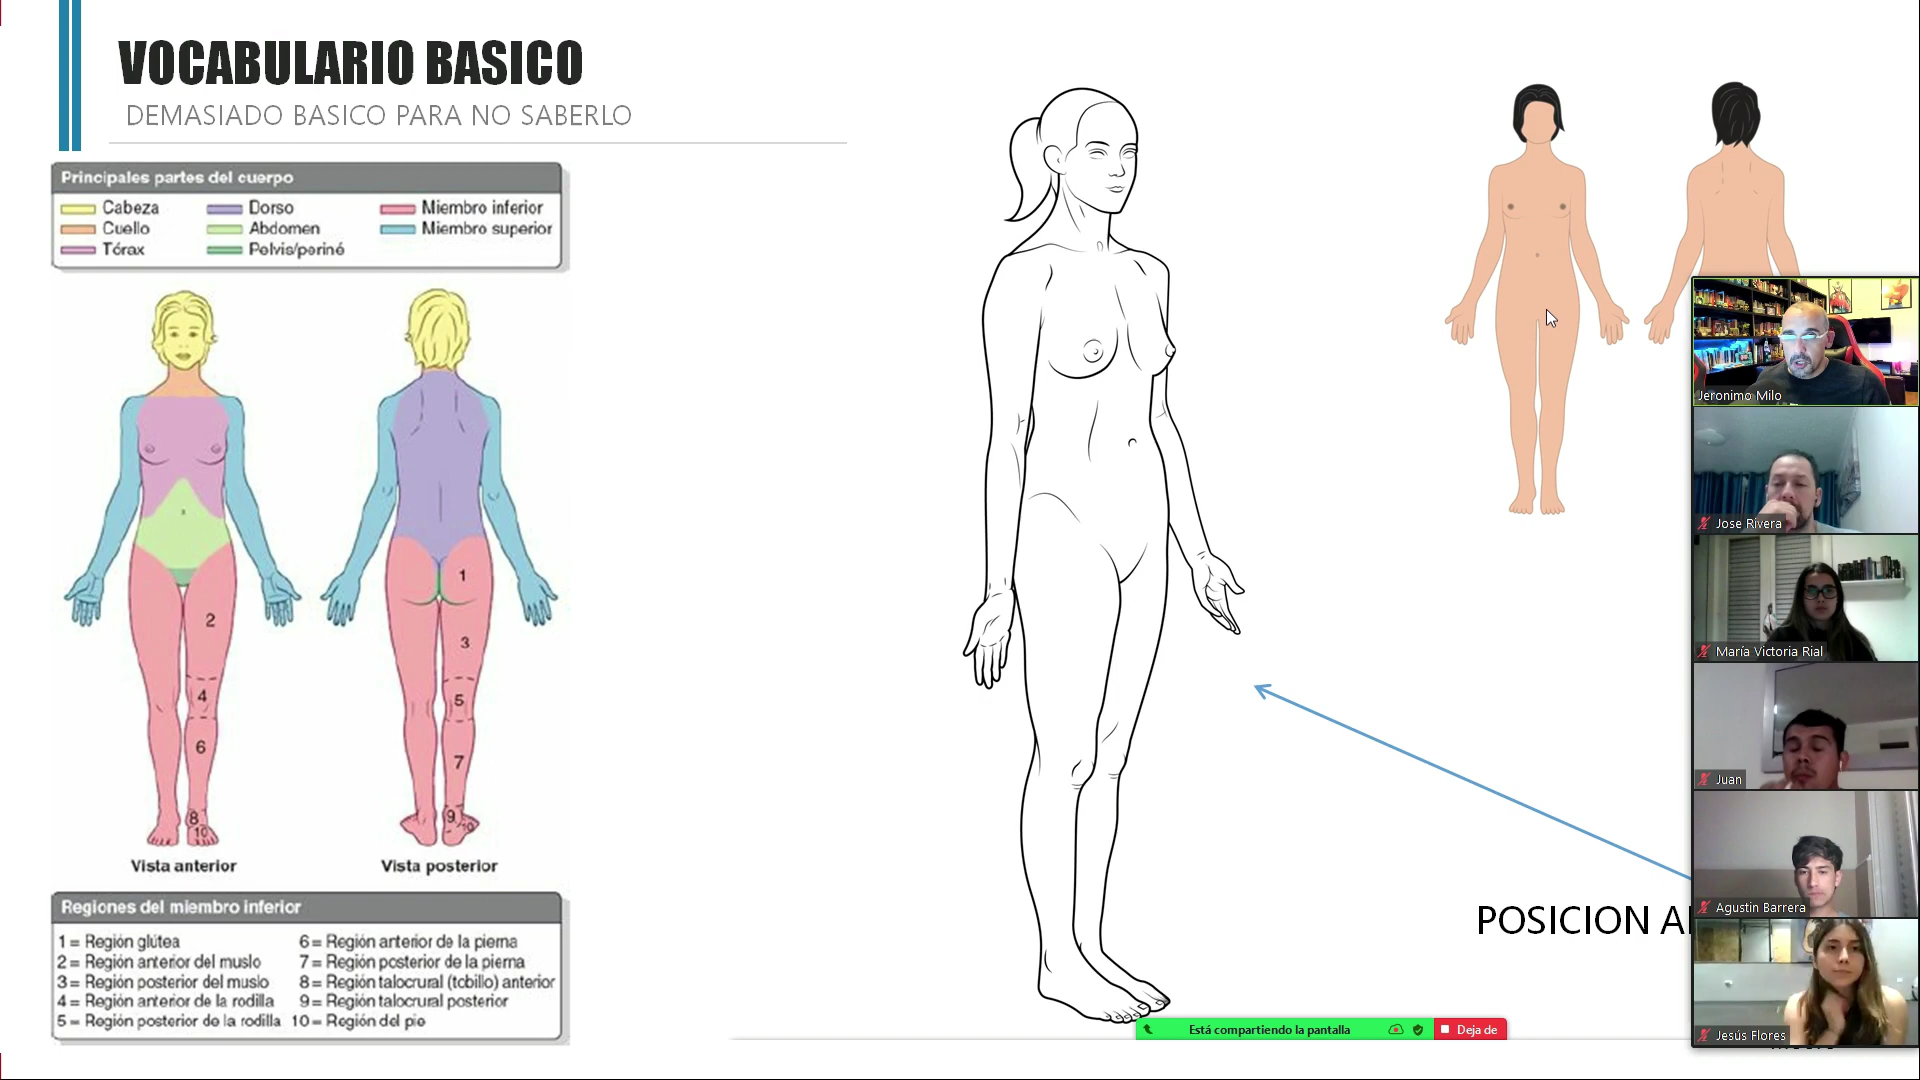 VOCABULARIO BASICO
DEMASIADO BASICO PARA NO SABERLO
Principales partes del cuerpo
Cabeza
Cuello
Tórax
Dorso
Abdomen
Pelvis/periné
Miembro inferior
Miembro superior
1
2
3
4
5
6
7
8
9
10
10
Vista anterior
Vista posterior
Regiones del miembro inferior
1 = Región glútea
2 = Región anterior del muslo
3 = Región posterior del muslo
4 = Región anterior de la rodilla
5 = Región posterior de la rodilla
6 = Región anterior de la pierna
7 = Región posterior de la pierna
8 = Región talocrural (tobillo) anterior
9 = Región talocrural posterior
10 = Región del pie
POSICION A
Está compartiendo la pantalla
Deja de
Jeronimo Milo
Jose Rivera
María Victoria Rial
Juan
Agustin Barrera
Jesús Flores